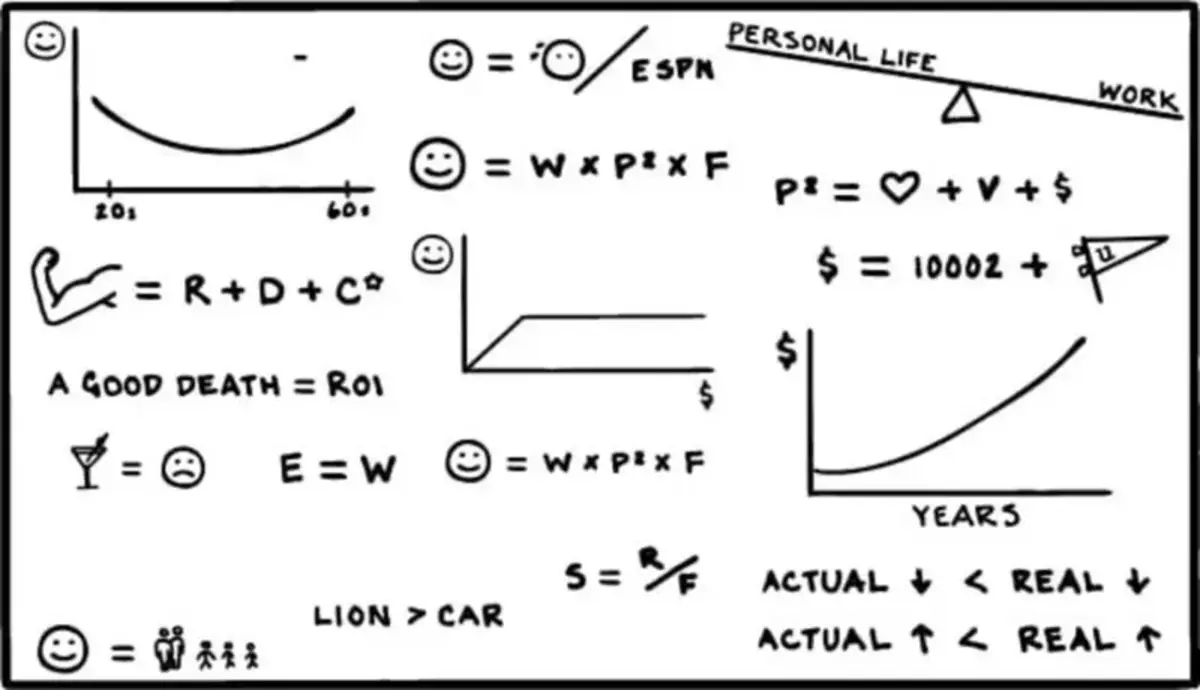 = / ESPN
PERSONAL LIFE
WORK
= W x P² x F
P² = ♡ + V + $
20s 60s
= R + D + C☆
$ = 10002 + U
A GOOD DEATH = ROI
$
$
= E = W
= W x P² x F
YEARS
S = R/F
ACTUAL ↓ < REAL ↓
LION > CAR
ACTUAL ↑ < REAL ↑
=